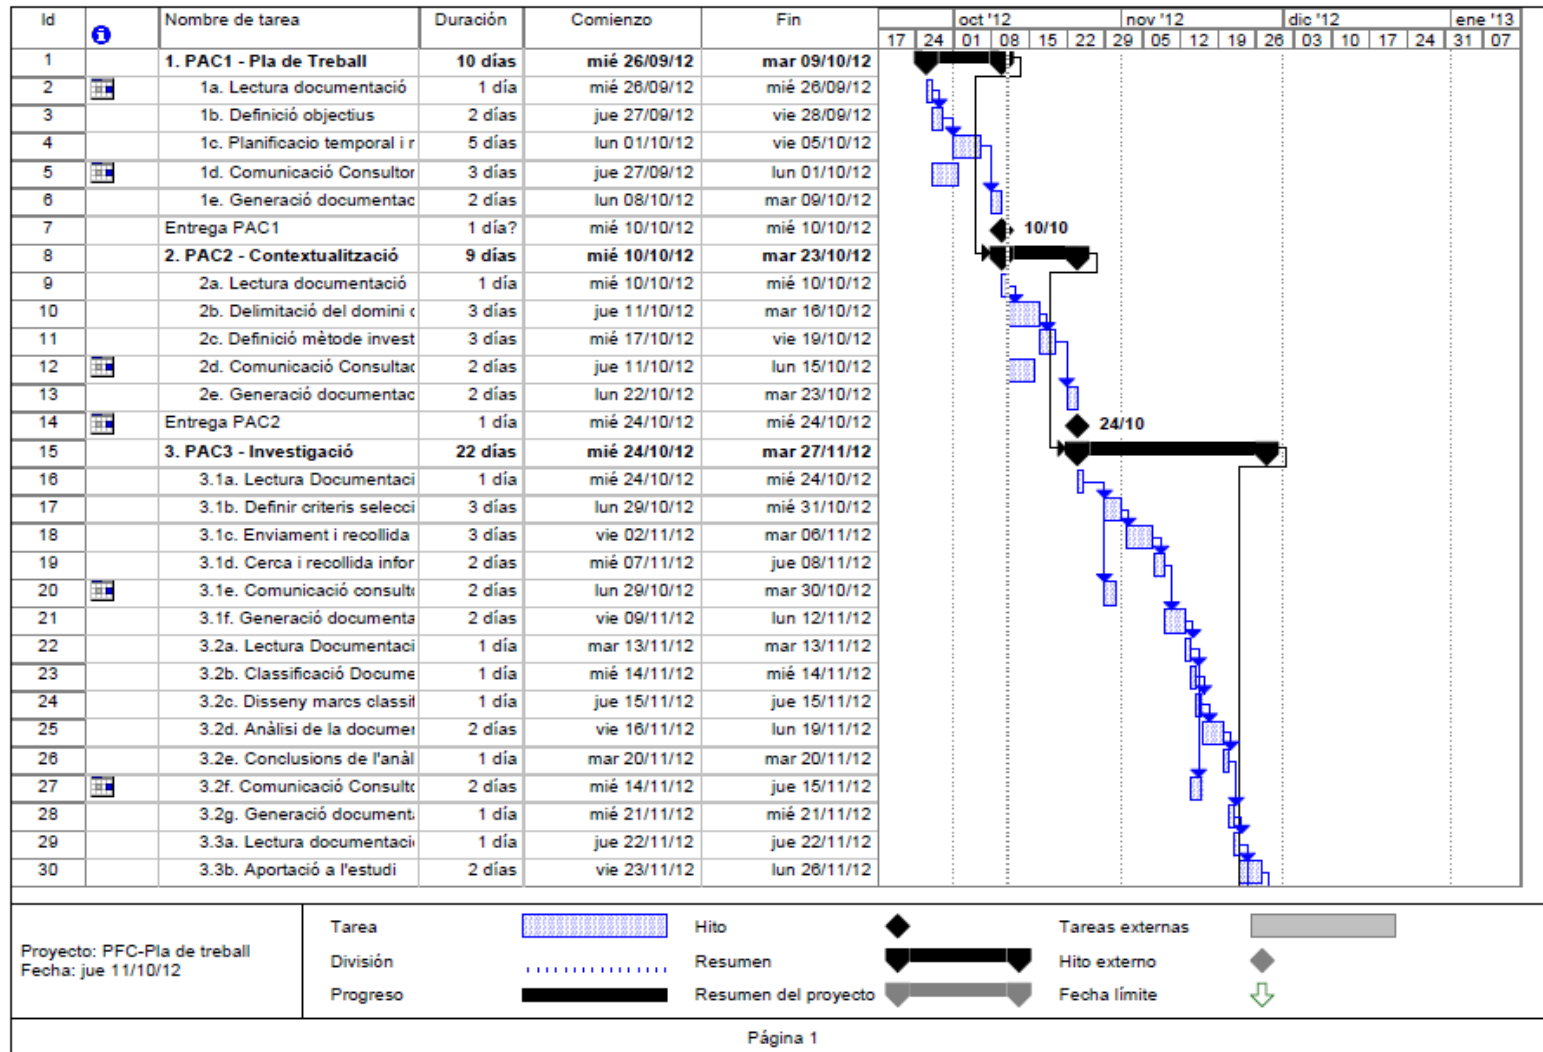 Id Nombre de tarea Duración Comienzo Fin oct '12 nov '12 dic '12 ene '13
17 24 01 08 15 22 29 05 12 19 26 03 10 17 24 31 07
1 1. PAC1 - Pla de Treball 10 días mié 26/09/12 mar 09/10/12
2 1a. Lectura documentació 1 día mié 26/09/12 mié 26/09/12
3 1b. Definició objectius 2 días jue 27/09/12 vie 28/09/12
4 1c. Planificacio temporal i r 5 días lun 01/10/12 vie 05/10/12
5 1d. Comunicació Consultor 3 días jue 27/09/12 lun 01/10/12
6 1e. Generació documentac 2 días lun 08/10/12 mar 09/10/12
7 Entrega PAC1 1 día? mié 10/10/12 mié 10/10/12 10/10
8 2. PAC2 - Contextualització 9 días mié 10/10/12 mar 23/10/12
9 2a. Lectura documentació 1 día mié 10/10/12 mié 10/10/12
10 2b. Delimitació del domini c 3 días jue 11/10/12 mar 16/10/12
11 2c. Definició mètode invest 3 días mié 17/10/12 vie 19/10/12
12 2d. Comunicació Consultac 2 días jue 11/10/12 lun 15/10/12
13 2e. Generació documentac 2 días lun 22/10/12 mar 23/10/12
14 Entrega PAC2 1 día mié 24/10/12 mié 24/10/12 24/10
15 3. PAC3 - Investigació 22 días mié 24/10/12 mar 27/11/12
16 3.1a. Lectura Documentaci 1 día mié 24/10/12 mié 24/10/12
17 3.1b. Definir criteris selecci 3 días lun 29/10/12 mié 31/10/12
18 3.1c. Enviament i recollida 3 días vie 02/11/12 mar 06/11/12
19 3.1d. Cerca i recollida infor 2 días mié 07/11/12 jue 08/11/12
20 3.1e. Comunicació consulto 2 días lun 29/10/12 mar 30/10/12
21 3.1f. Generació documenta 2 días vie 09/11/12 lun 12/11/12
22 3.2a. Lectura Documentaci 1 día mar 13/11/12 mar 13/11/12
23 3.2b. Classificació Docume 1 día mié 14/11/12 mié 14/11/12
24 3.2c. Disseny marcs classif 1 día jue 15/11/12 jue 15/11/12
25 3.2d. Anàlisi de la documer 2 días vie 16/11/12 lun 19/11/12
26 3.2e. Conclusions de l'anàl 1 día mar 20/11/12 mar 20/11/12
27 3.2f. Comunicació Consulto 2 días mié 14/11/12 jue 15/11/12
28 3.2g. Generació document 1 día mié 21/11/12 mié 21/11/12
29 3.3a. Lectura documentaci 1 día jue 22/11/12 jue 22/11/12
30 3.3b. Aportació a l'estudi 2 días vie 23/11/12 lun 26/11/12
Proyecto: PFC-Pla de treball
Fecha: jue 11/10/12
Tarea Hito Tareas externas
División Resumen Hito externo
Progreso Resumen del proyecto Fecha límite
Página 1